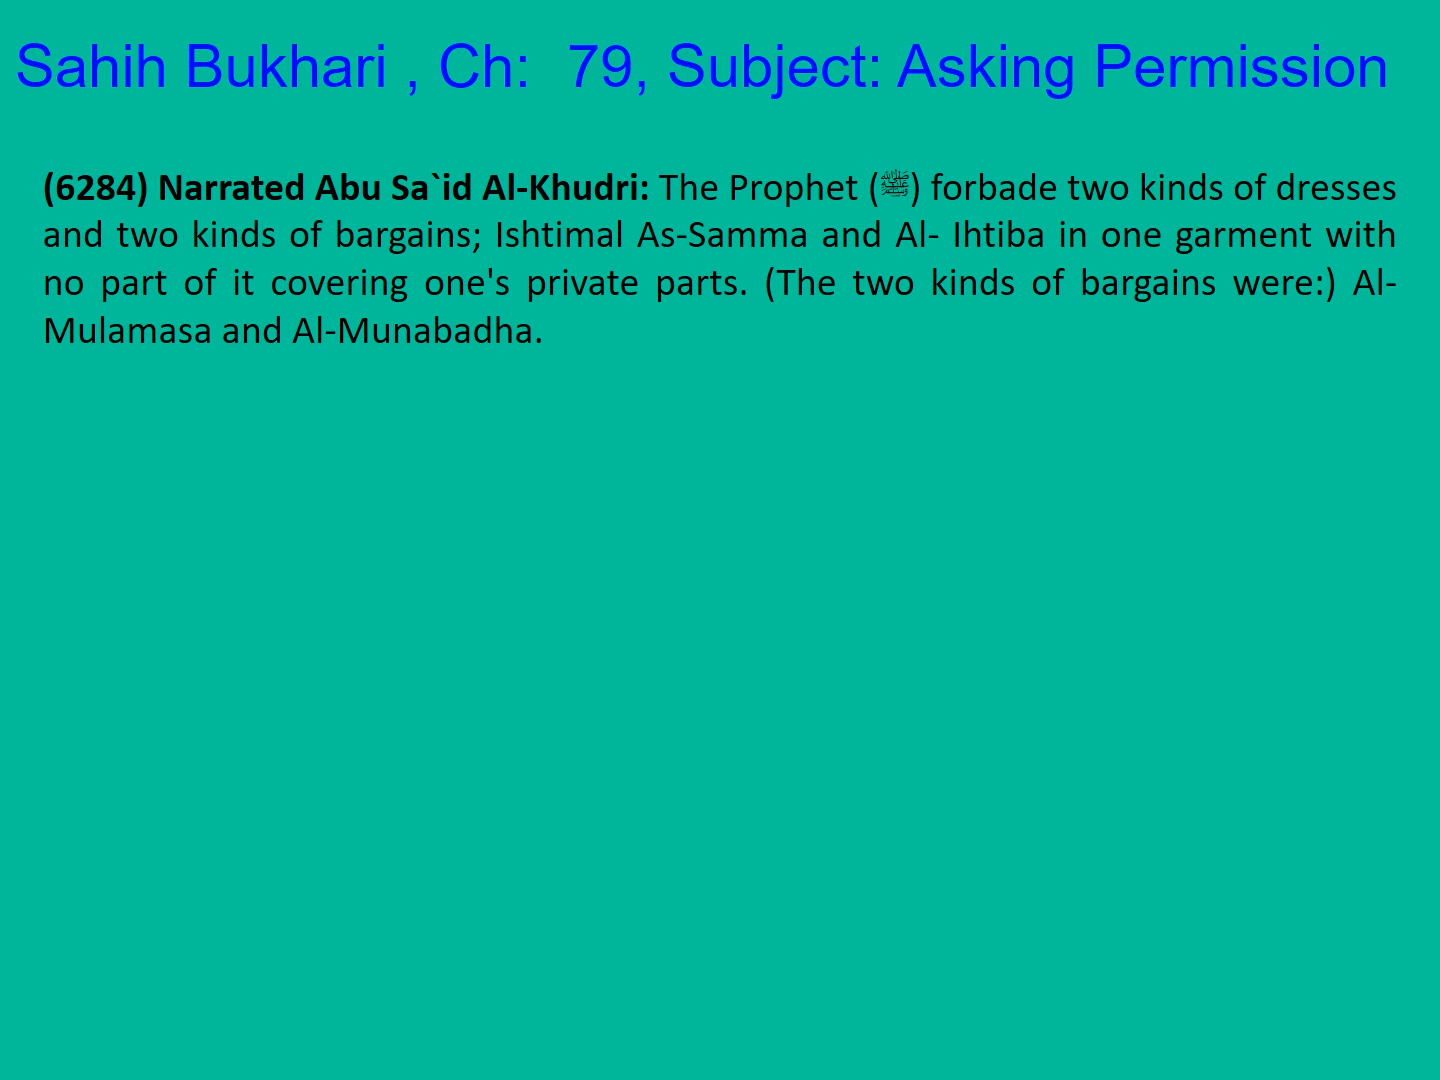 Sahih Bukhari , Ch:  79, Subject: Asking Permission
(6284) Narrated Abu Sa`id Al-Khudri: The Prophet (ﷺ) forbade two kinds of dresses
and two kinds of bargains; Ishtimal As-Samma and Al- Ihtiba in one garment with
no part of it covering one's private parts. (The two kinds of bargains were:) Al-
Mulamasa and Al-Munabadha.